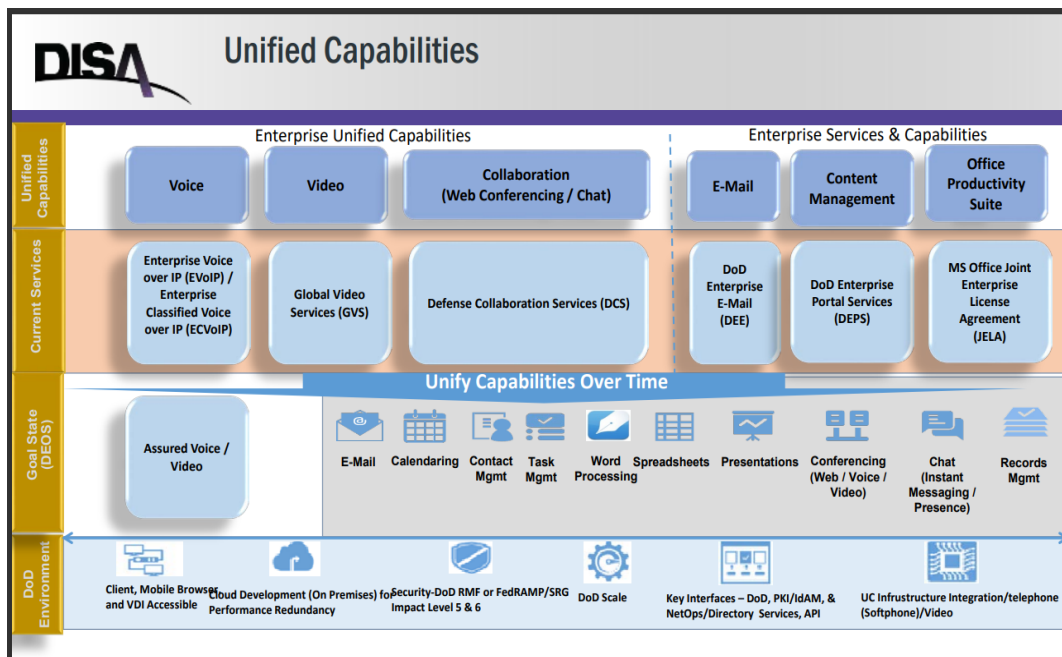 DISA
Unified Capabilities
Enterprise Unified Capabilities
Enterprise Services & Capabilities
Unified
Capabilities
Voice
Video
Collaboration
(Web Conferencing / Chat)
E-Mail
Content
Management
Office
Productivity
Suite
Current Services
Enterprise Voice
over IP (EVoIP) /
Enterprise
Classified Voice
over IP (ECVoIP)
Global Video
Services (GVS)
Defense Collaboration Services (DCS)
DoD
Enterprise
E-Mail
(DEE)
DoD Enterprise
Portal Services
(DEPS)
MS Office Joint
Enterprise
License
Agreement
(JELA)
Unify Capabilities Over Time
Goal State
(DEOS)
Assured Voice /
Video
E-Mail
Calendaring
Contact
Mgmt
Task
Mgmt
Word
Processing
Spreadsheets
Presentations
Conferencing
(Web / Voice /
Video)
Chat
(Instant
Messaging /
Presence)
Records
Mgmt
DoD
Environment
Client, Mobile Browser
and VDI Accessible
Cloud Development (On Premises) for
Performance Redundancy
Security-DoD RMF or FedRAMP/SRG
Impact Level 5 & 6
DoD Scale
Key Interfaces – DoD, PKI/IdAM, &
NetOps/Directory Services, API
UC Infrustructure Integration/telephone
(Softphone)/Video